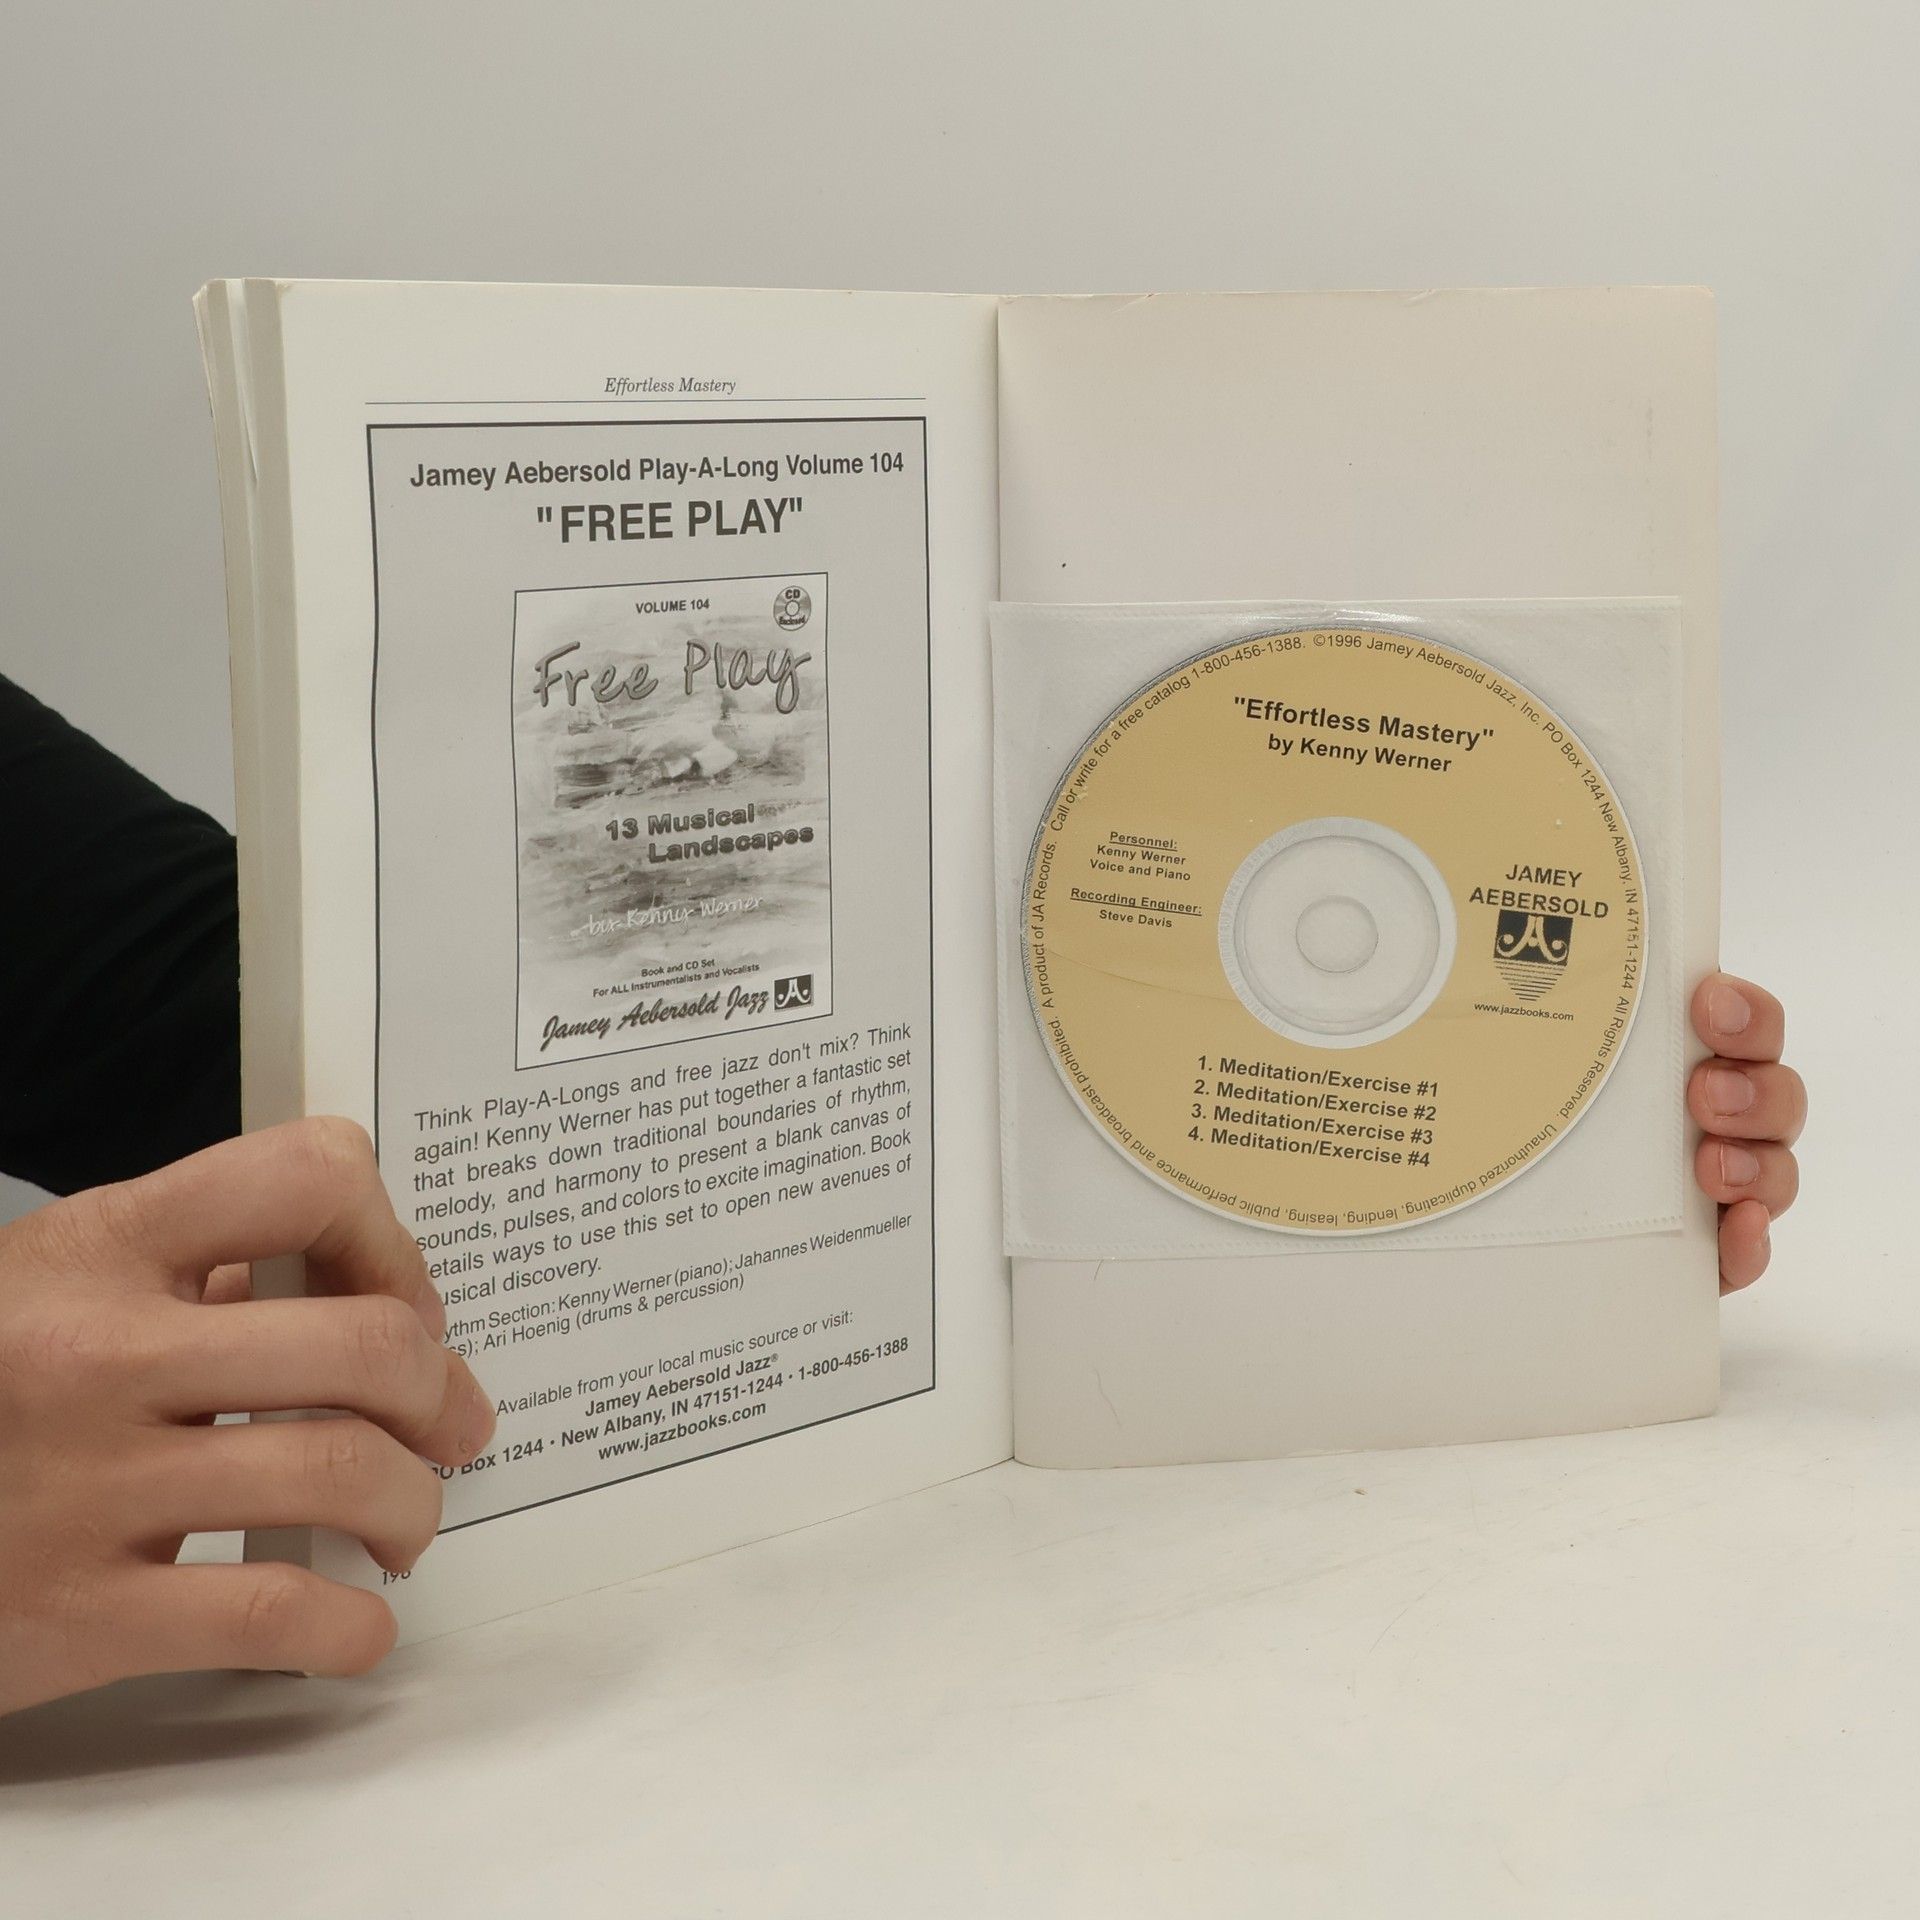 Effortless Mastery
Jamey Aebersold Play-A-Long Volume 104
"FREE PLAY"
VOLUME 104
CD
Enclosed
Free Play
13 Musical
Landscapes
by Kenny Werner
Book and CD Set
For ALL Instrumentalists and Vocalists
Jamey Aebersold Jazz
Think Play-A-Longs and free jazz don't mix? Think
again! Kenny Werner has put together a fantastic set
that breaks down traditional boundaries of rhythm,
melody, and harmony to present a blank canvas of
sounds, pulses, and colors to excite imagination. Book
etails ways to use this set to open new avenues of
usical discovery.
ythm Section: Kenny Werner (piano); Jahannes Weidenmueller
ss); Ari Hoenig (drums & percussion)
Available from your local music source or visit:
Jamey Aebersold Jazz®
PO Box 1244 · New Albany, IN 47151-1244 · 1-800-456-1388
www.jazzbooks.com
"Effortless Mastery"
by Kenny Werner
Personnel:
Kenny Werner
Voice and Piano
Recording Engineer:
Steve Davis
JAMEY
AEBERSOLD
www.jazzbooks.com
1. Meditation/Exercise #1
2. Meditation/Exercise #2
3. Meditation/Exercise #3
4. Meditation/Exercise #4
A product of JA Records. Call or write for a free catalog 1-800-456-1388. ©1996 Jamey Aebersold Jazz, Inc. PO Box 1244 New Albany, IN 47151-1244 All Rights Reserved. Unauthorized duplicating, lending, leasing, public performance and broadcast prohibited.